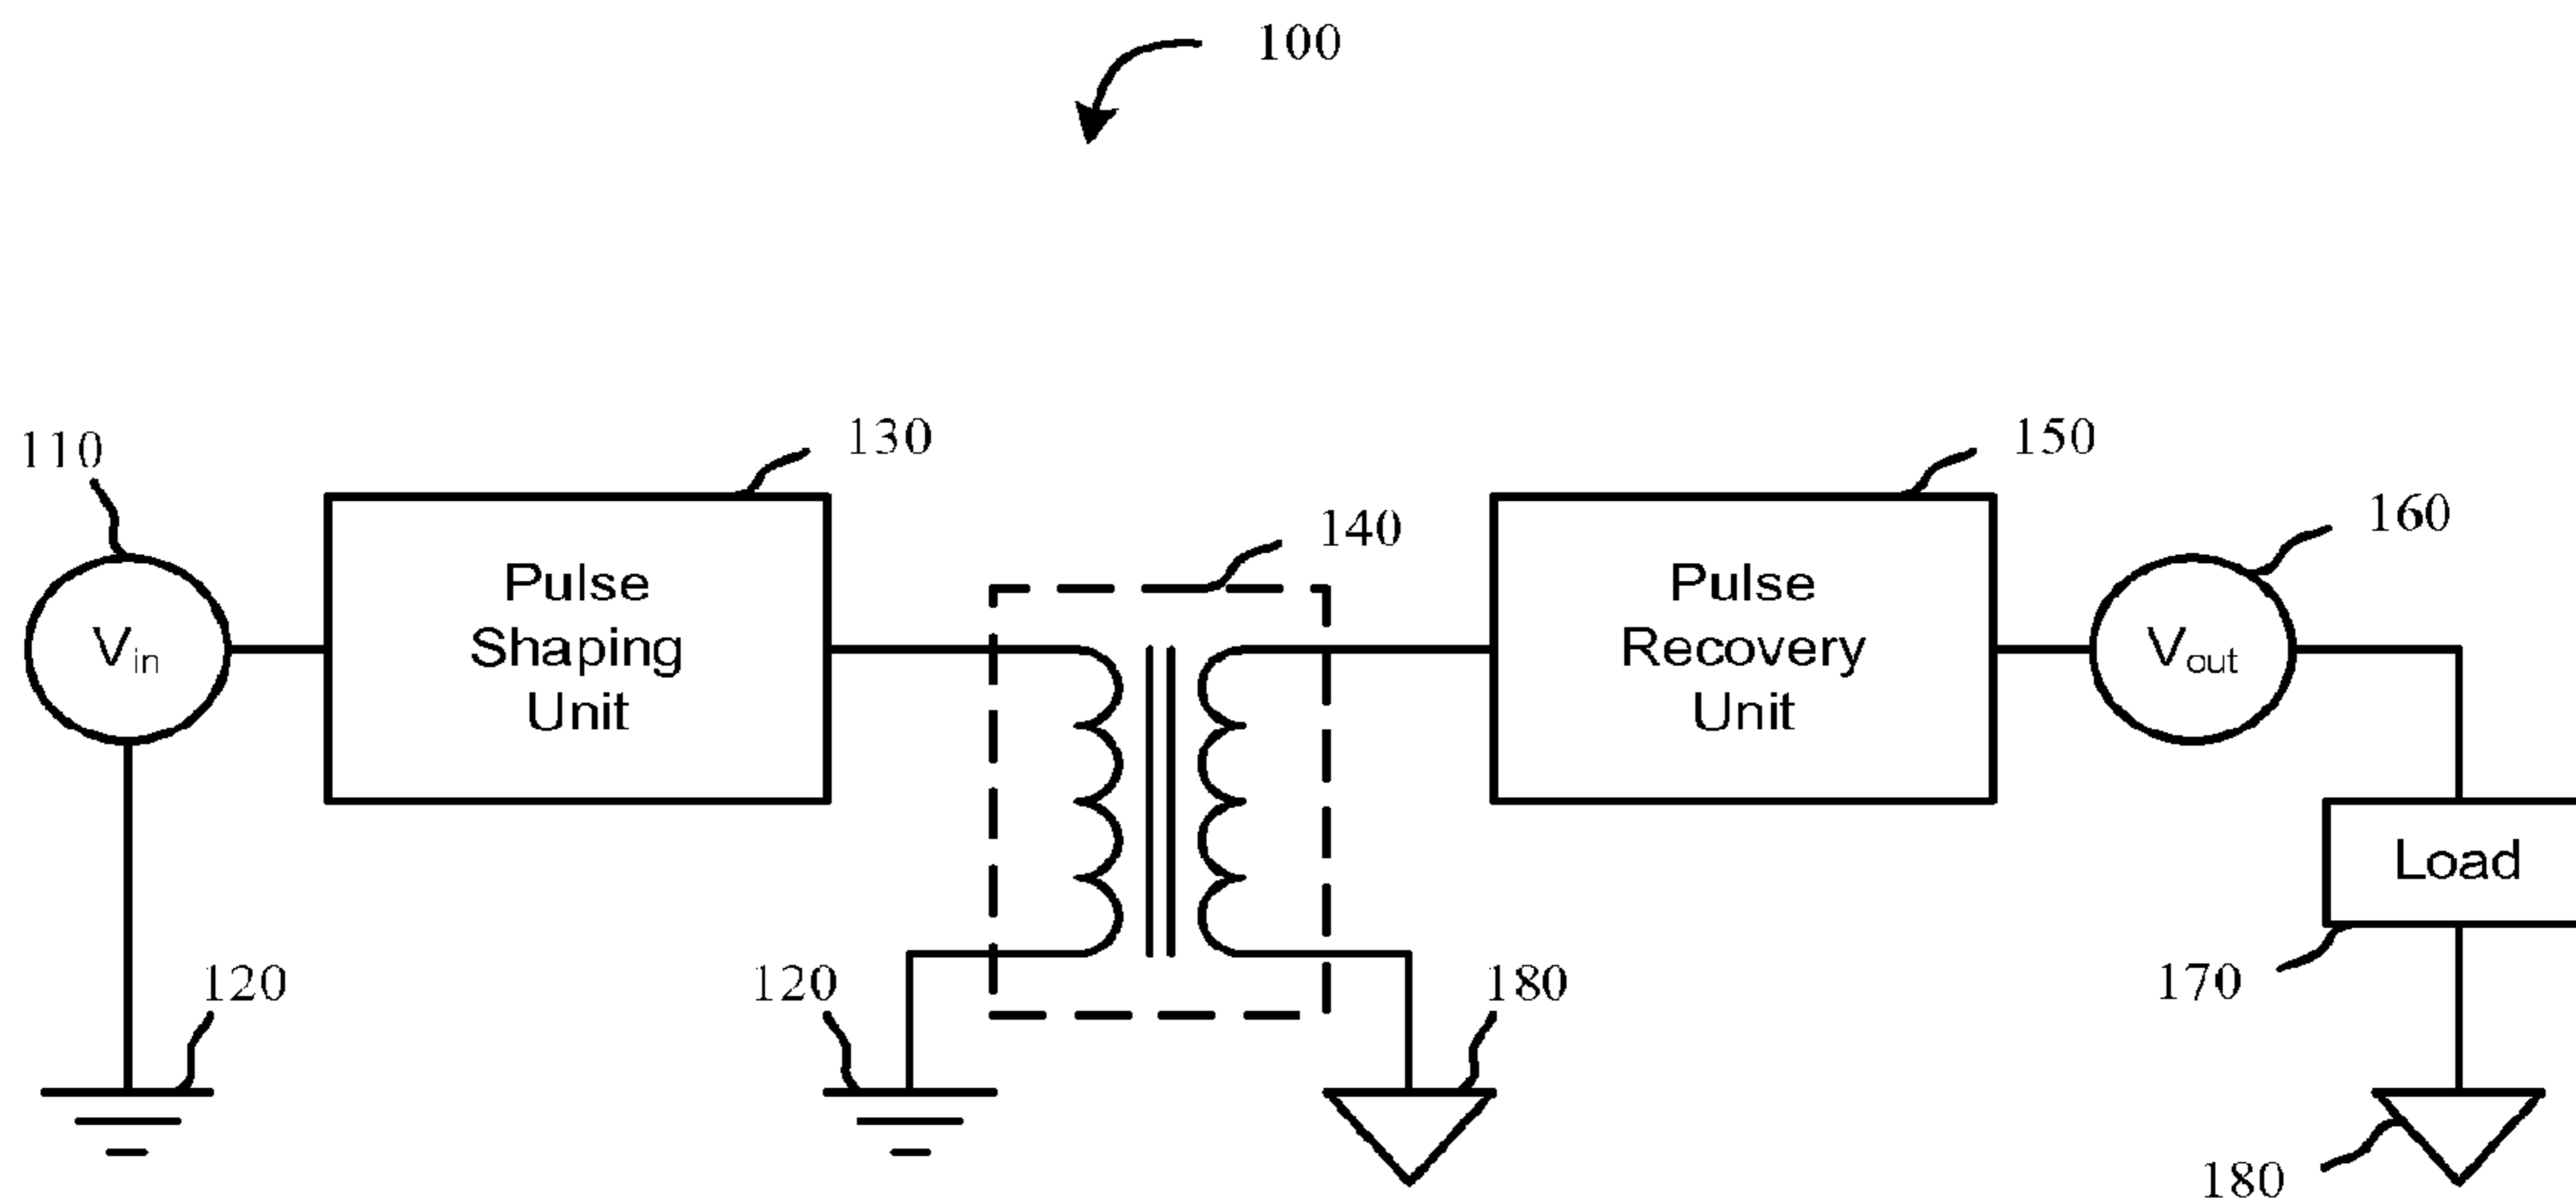 100
110
130
150
140
160
Pulse
Shaping
Unit
Pulse
Recovery
Unit
Vin
Vout
Load
120
120
180
170
180